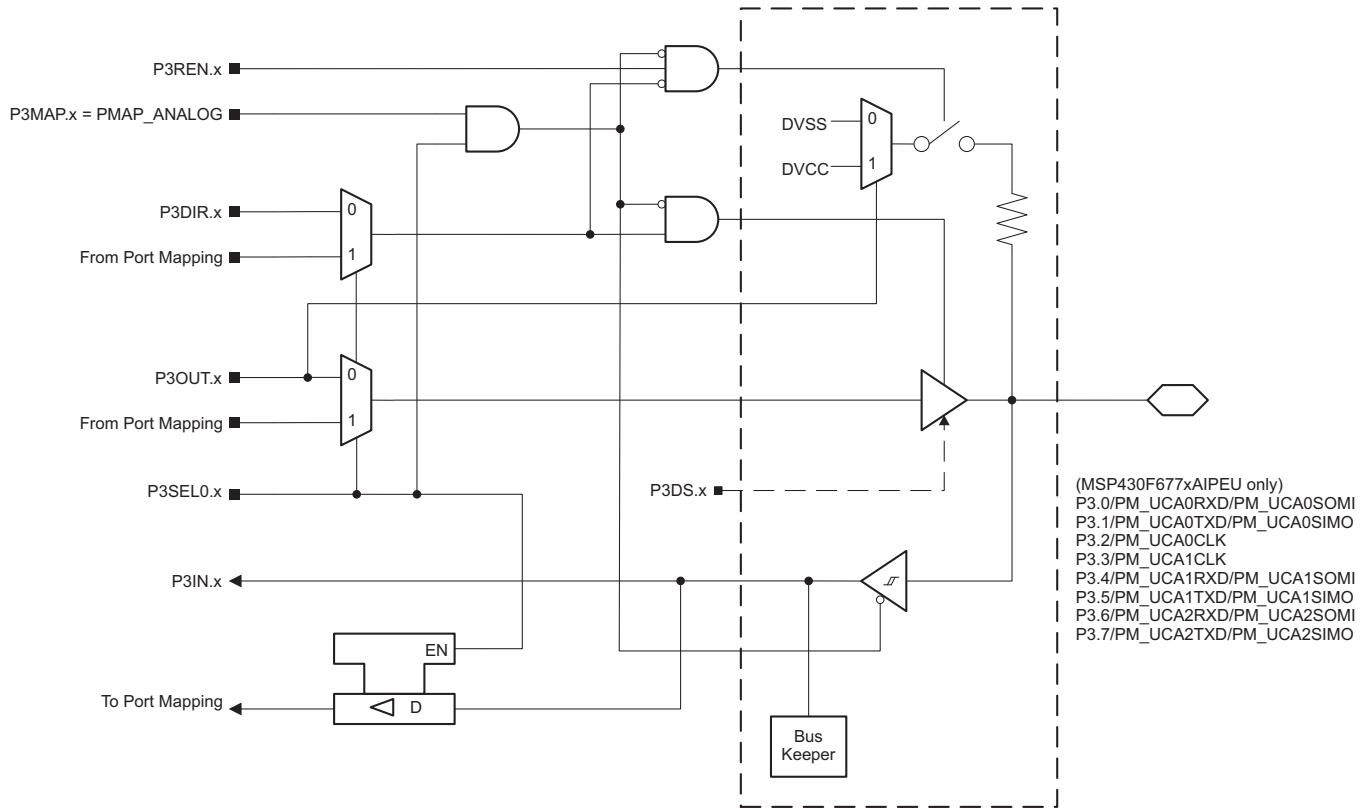 P3REN.x
P3MAP.x = PMAP_ANALOG
DVSS
0
DVCC
1
P3DIR.x
0
From Port Mapping
1
P3OUT.x
0
From Port Mapping
1
P3SEL0.x
P3DS.x
(MSP430F677xAIPEU only)
P3.0/PM_UCA0RXD/PM_UCA0SOMI
P3.1/PM_UCA0TXD/PM_UCA0SIMO
P3.2/PM_UCA0CLK
P3.3/PM_UCA1CLK
P3.4/PM_UCA1RXD/PM_UCA1SOMI
P3.5/PM_UCA1TXD/PM_UCA1SIMO
P3.6/PM_UCA2RXD/PM_UCA2SOMI
P3.7/PM_UCA2TXD/PM_UCA2SIMO
P3IN.x
EN
To Port Mapping
D
Bus
Keeper